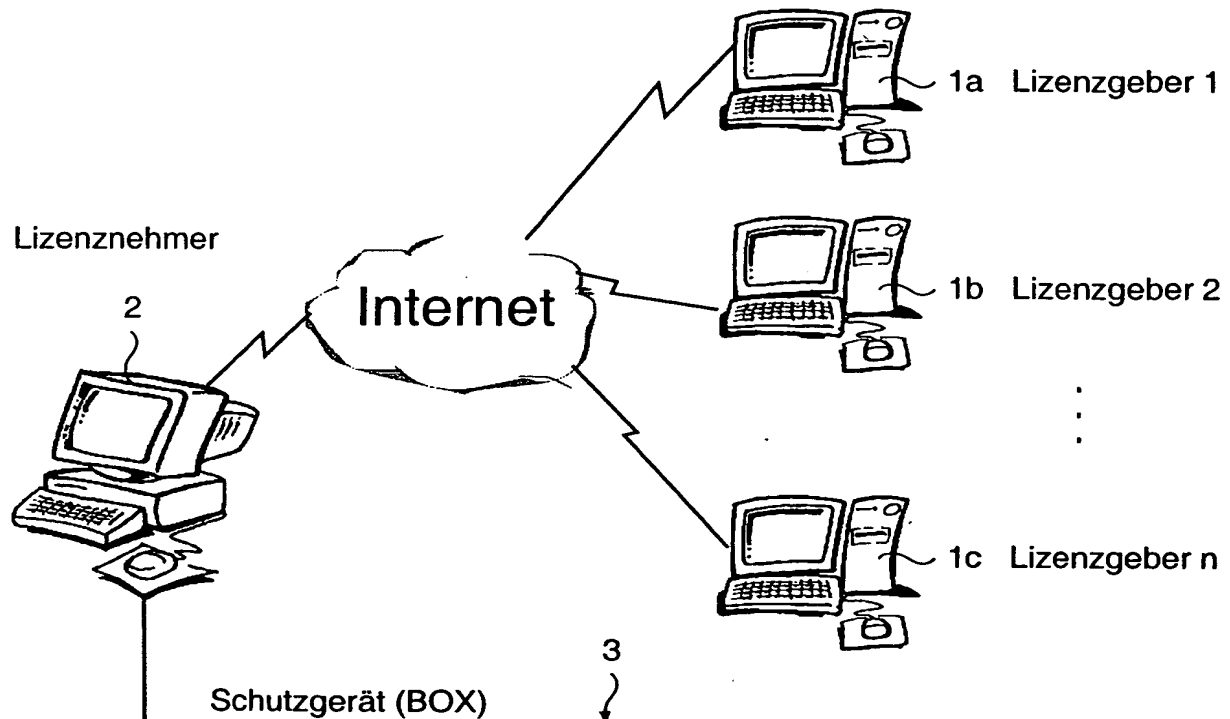 1a Lizenzgeber 1
Lizenznehmer
2
Internet
1b Lizenzgeber 2
1c Lizenzgeber n
3
Schutzgerät (BOX)